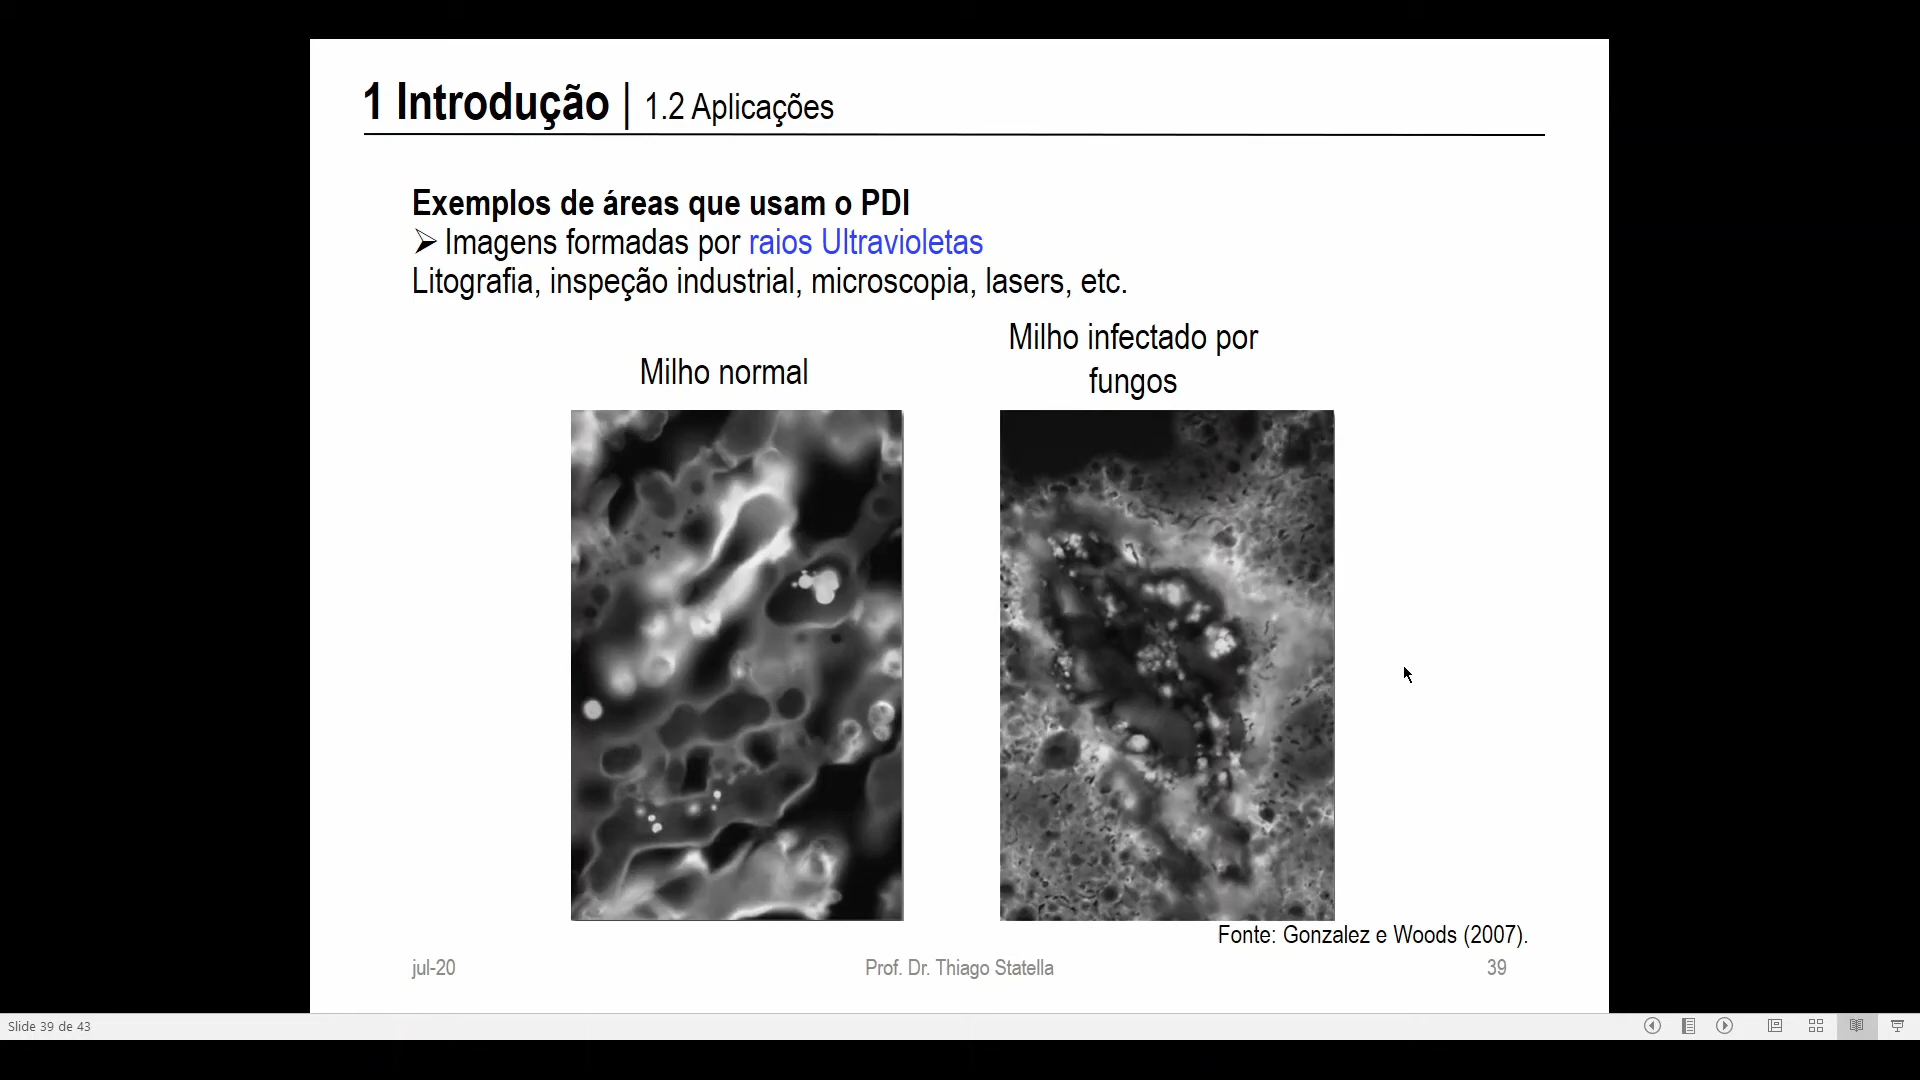 1 Introdução | 1.2 Aplicações
Exemplos de áreas que usam o PDI
➢ Imagens formadas por raios Ultravioletas
Litografia, inspeção industrial, microscopia, lasers, etc.
Milho normal
Milho infectado por
fungos
Fonte: Gonzalez e Woods (2007).
jul-20
Prof. Dr. Thiago Statella
39
Slide 39 de 43